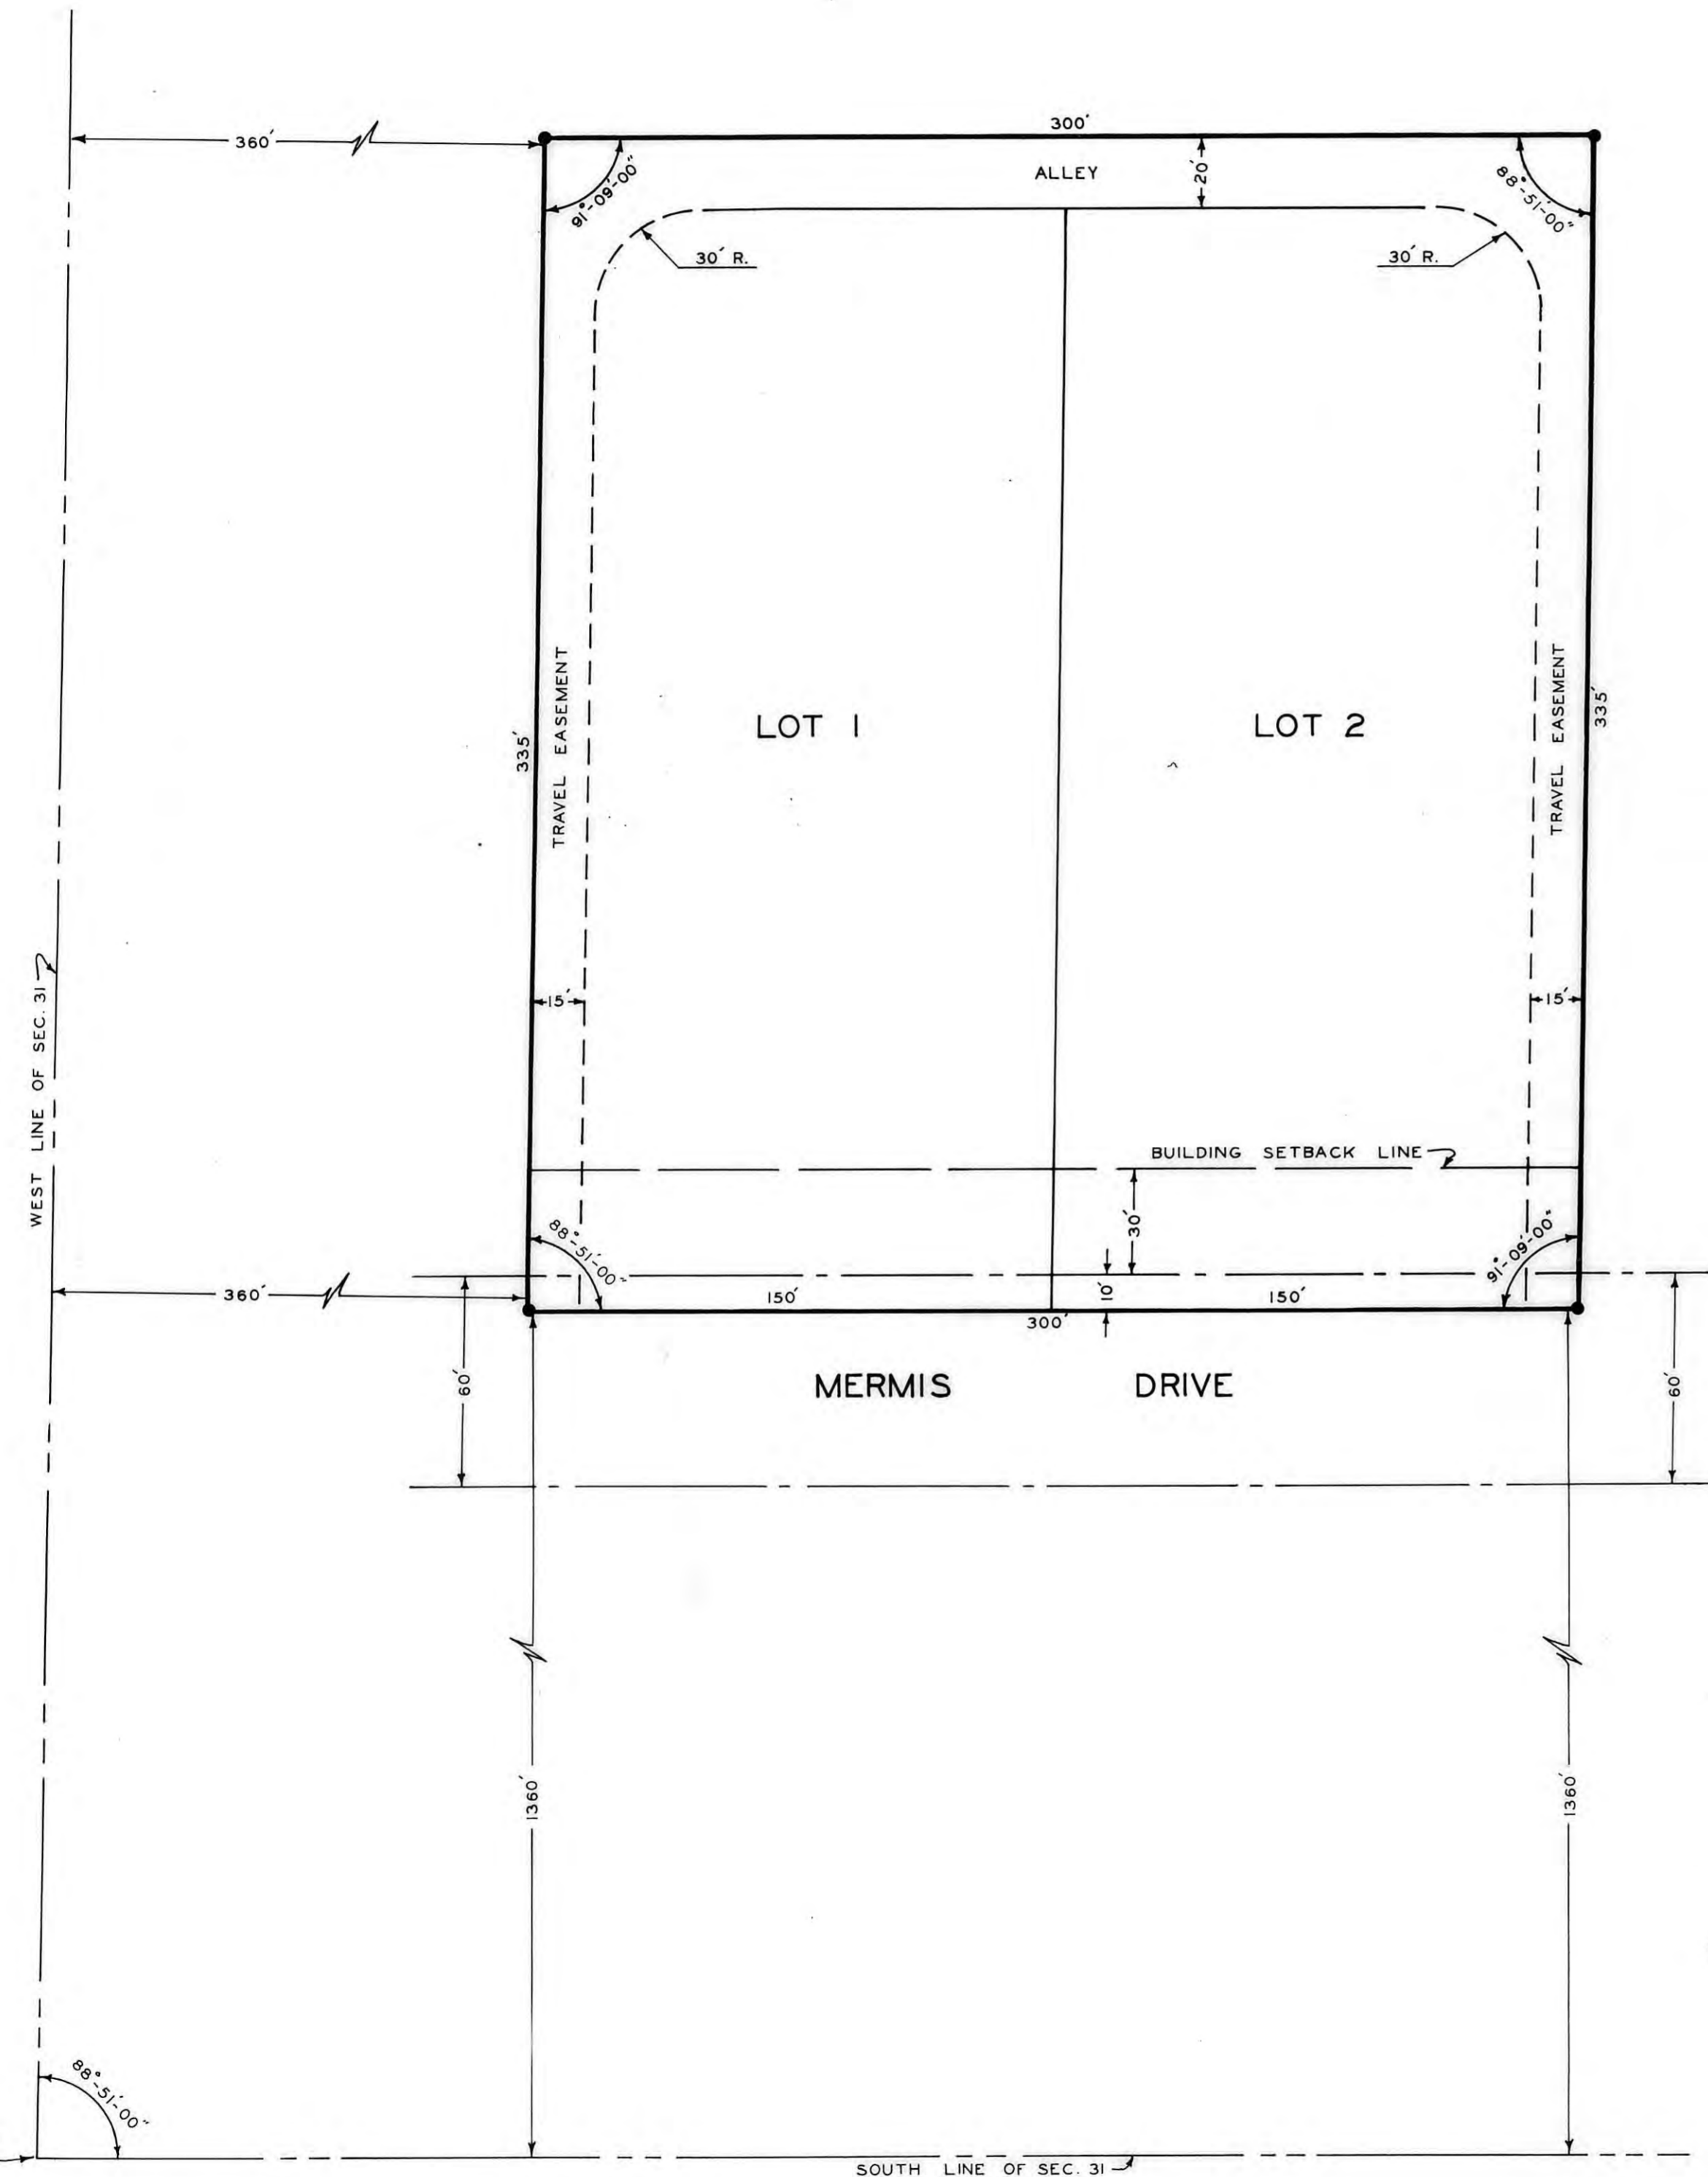 300'
360'
ALLEY
20'
91°-09'-00"
88°-51'-00"
30' R.
30' R.
TRAVEL EASEMENT
TRAVEL EASEMENT
335'
335'
LOT 1
LOT 2
15'
15'
WEST LINE OF SEC. 31
BUILDING SETBACK LINE
30'
88°-51'-00"
91°-09'-00"
360'
150'
10'
150'
300'
60'
MERMIS DRIVE
60'
1360'
1360'
88°-51'-00"
SOUTH LINE OF SEC. 31